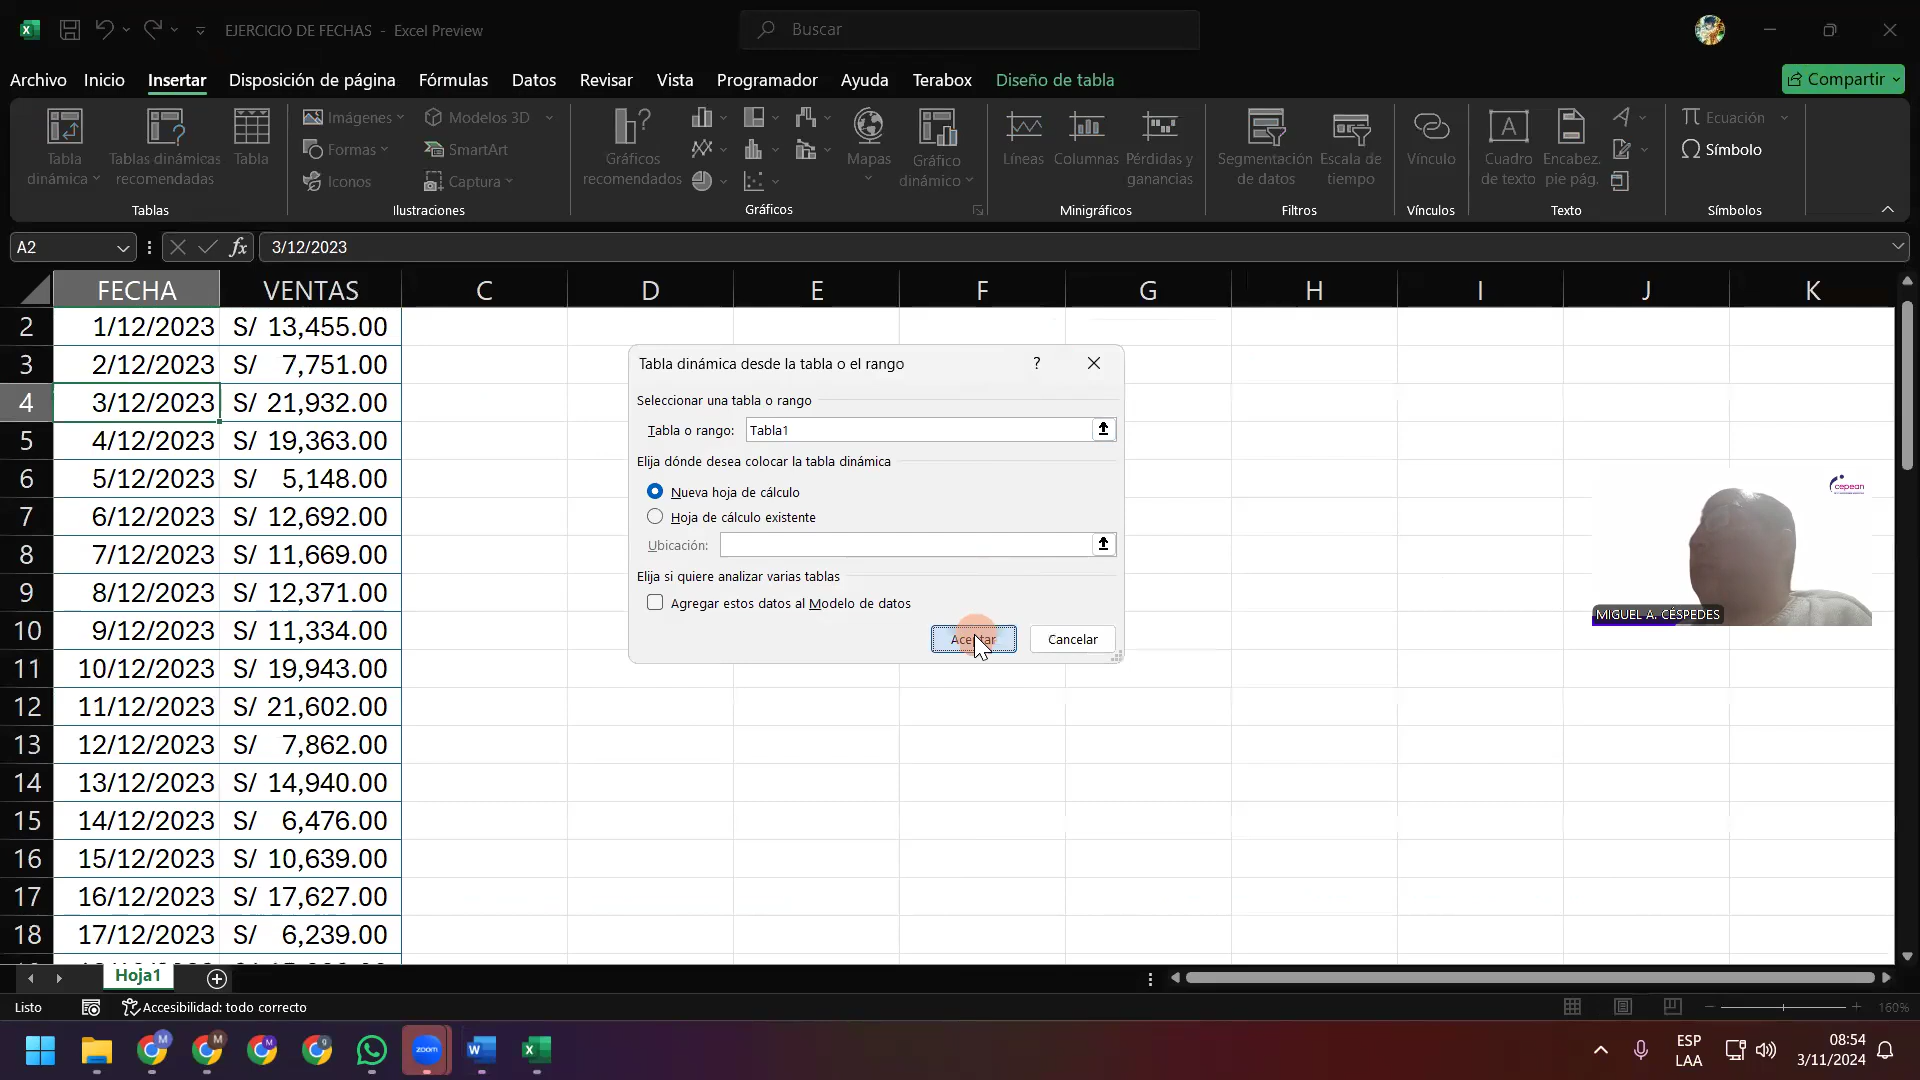 EJERCICIO DE FECHAS - Excel Preview
Buscar
Archivo Inicio Insertar Disposición de página Fórmulas Datos Revisar Vista Programador Ayuda Terabox Diseño de tabla Compartir
Tabla dinámica
Tablas dinámicas recomendadas
Tabla
Tablas
Imágenes
Formas
Iconos
Modelos 3D
SmartArt
Captura
Ilustraciones
Gráficos recomendados
Mapas
Gráfico dinámico
Gráficos
Líneas
Columnas
Pérdidas y ganancias
Minigráficos
Segmentación de datos
Escala de tiempo
Filtros
Vínculo
Vínculos
Cuadro de texto
Encabez. pie pág.
Texto
Ecuación
Símbolo
Símbolos
A2 fx 3/12/2023
FECHA VENTAS C D E F G H I J K
2 1/12/2023 S/ 13,455.00
3 2/12/2023 S/ 7,751.00
4 3/12/2023 S/ 21,932.00
5 4/12/2023 S/ 19,363.00
6 5/12/2023 S/ 5,148.00
7 6/12/2023 S/ 12,692.00
8 7/12/2023 S/ 11,669.00
9 8/12/2023 S/ 12,371.00
10 9/12/2023 S/ 11,334.00
11 10/12/2023 S/ 19,943.00
12 11/12/2023 S/ 21,602.00
13 12/12/2023 S/ 7,862.00
14 13/12/2023 S/ 14,940.00
15 14/12/2023 S/ 6,476.00
16 15/12/2023 S/ 10,639.00
17 16/12/2023 S/ 17,627.00
18 17/12/2023 S/ 6,239.00
Tabla dinámica desde la tabla o el rango ?
Seleccionar una tabla o rango
Tabla o rango: Tabla1
Elija dónde desea colocar la tabla dinámica
Nueva hoja de cálculo
Hoja de cálculo existente
Ubicación:
Elija si quiere analizar varias tablas
Agregar estos datos al Modelo de datos
Aceptar Cancelar
cepean
MIGUEL A. CÉSPEDES
Hoja1
Listo Accesibilidad: todo correcto 160%
zoom
ESP
LAA
08:54
3/11/2024